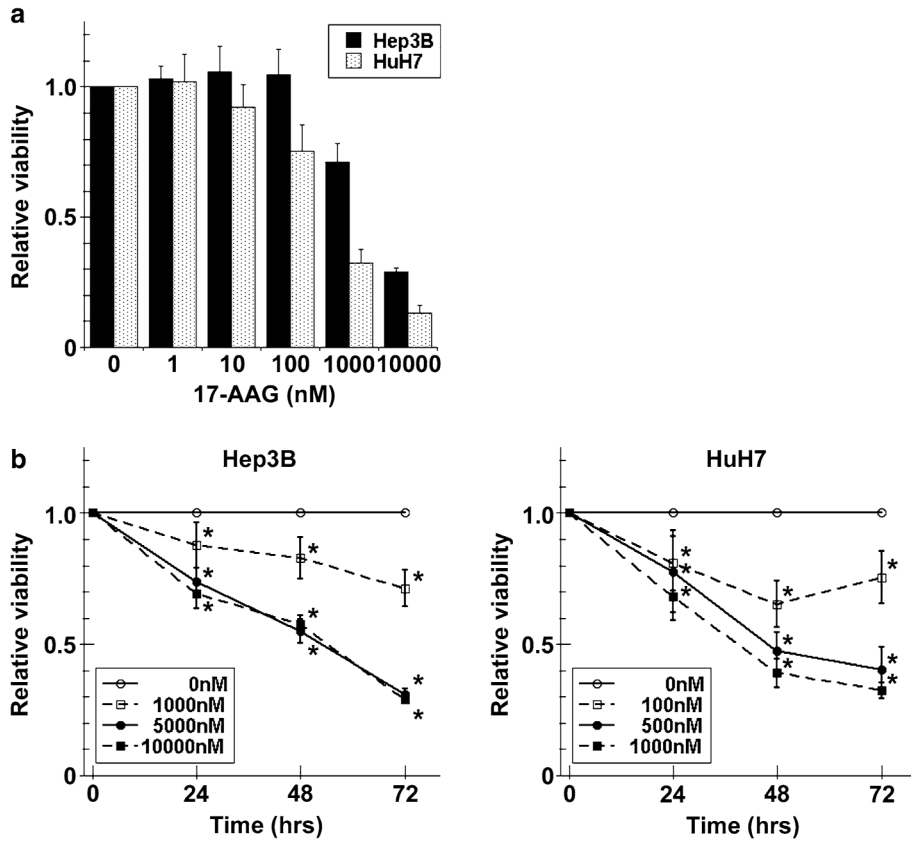 a
Hep3B
HuH7
Relative viability
1.0
0.5
0
0 1 10 100 1000 10000
17-AAG (nM)
b
Hep3B
Relative viability
1.0
0.5
0
* * *
* * *
* * *
0nM
1000nM
5000nM
10000nM
0 24 48 72
Time (hrs)
HuH7
Relative viability
1.0
0.5
0
* * *
* * *
* * *
0nM
100nM
500nM
1000nM
0 24 48 72
Time (hrs)